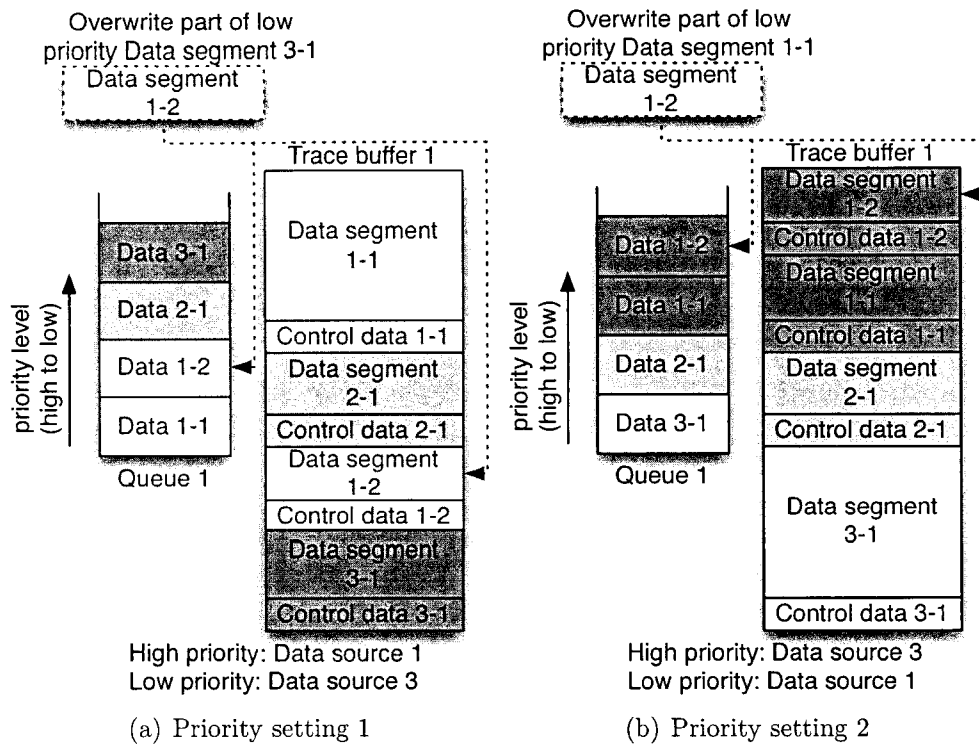 Overwrite part of low
priority Data segment 3-1
Data segment
1-2
Trace buffer 1
Data segment
1-1
Control data 1-1
Data segment
2-1
Control data 2-1
Data segment
1-2
Control data 1-2
Data segment
3-1
Control data 3-1
Data 3-1
Data 2-1
Data 1-2
Data 1-1
Queue 1
priority level
(high to low)
High priority: Data source 1
Low priority: Data source 3
(a) Priority setting 1
Overwrite part of low
priority Data segment 1-1
Data segment
1-2
Trace buffer 1
Data segment
1-2
Control data 1-2
Data segment
1-1
Control data 1-1
Data segment
2-1
Control data 2-1
Data segment
3-1
Control data 3-1
Data 1-2
Data 1-1
Data 2-1
Data 3-1
Queue 1
priority level
(high to low)
High priority: Data source 3
Low priority: Data source 1
(b) Priority setting 2